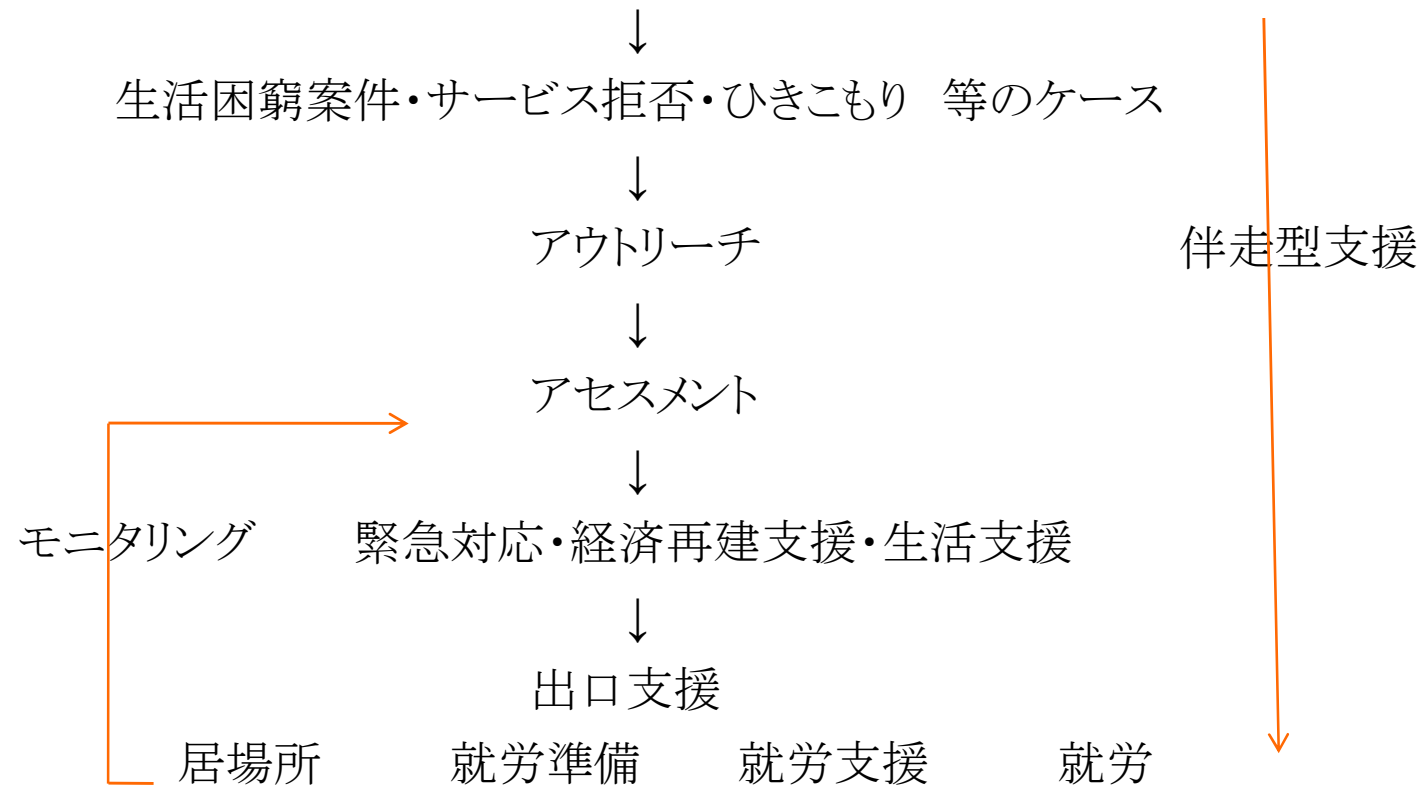 ↓
生活困窮案件・サービス拒否・ひきこもり 等のケース
↓
アウトリーチ 伴走型支援
↓
アセスメント
↓
モニタリング 緊急対応・経済再建支援・生活支援
↓
出口支援
居場所 就労準備 就労支援 就労